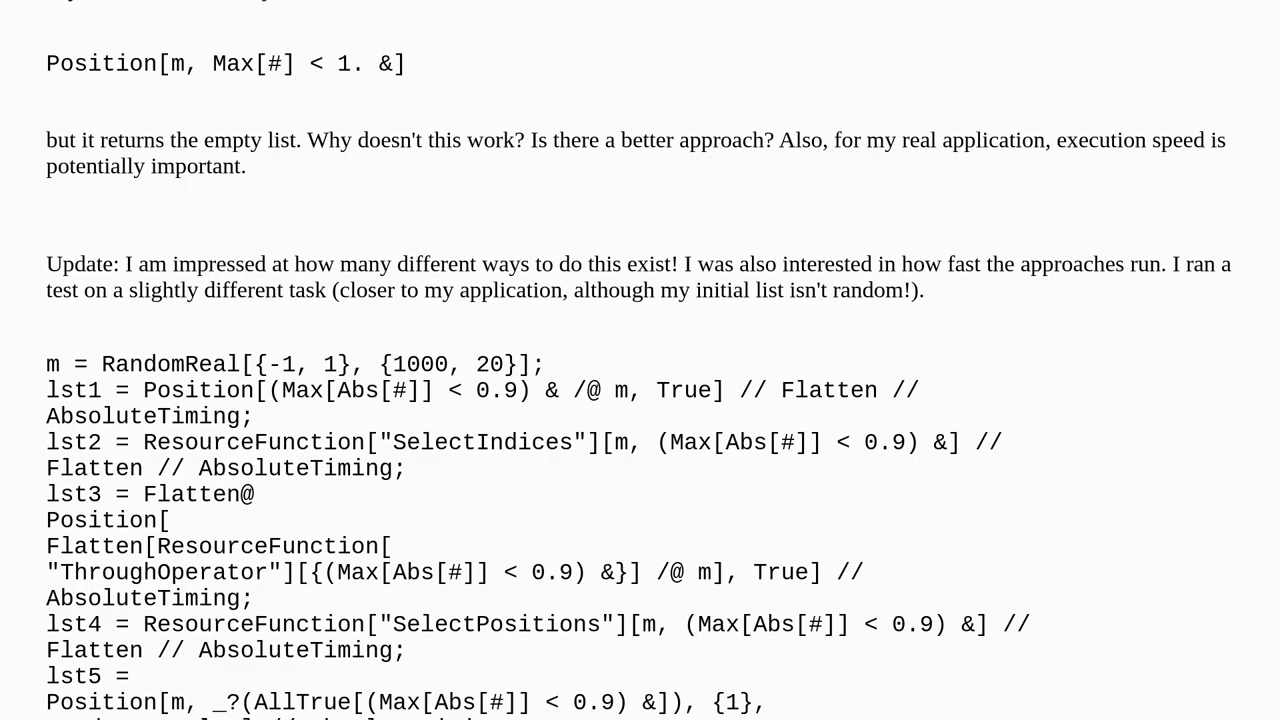 Position[m, Max[#] < 1. &]
but it returns the empty list. Why doesn't this work? Is there a better approach? Also, for my real application, execution speed is
potentially important.
Update: I am impressed at how many different ways to do this exist! I was also interested in how fast the approaches run. I ran a
test on a slightly different task (closer to my application, although my initial list isn't random!).
m = RandomReal[{-1, 1}, {1000, 20}];
lst1 = Position[(Max[Abs[#]] < 0.9) & /@ m, True] // Flatten //
AbsoluteTiming;
lst2 = ResourceFunction["SelectIndices"][m, (Max[Abs[#]] < 0.9) &] //
Flatten // AbsoluteTiming;
lst3 = Flatten@
Position[
Flatten[ResourceFunction[
"ThroughOperator"][{(Max[Abs[#]] < 0.9) &}] /@ m], True] //
AbsoluteTiming;
lst4 = ResourceFunction["SelectPositions"][m, (Max[Abs[#]] < 0.9) &] //
Flatten // AbsoluteTiming;
lst5 =
Position[m, _?(AllTrue[(Max[Abs[#]] < 0.9) &]), {1},